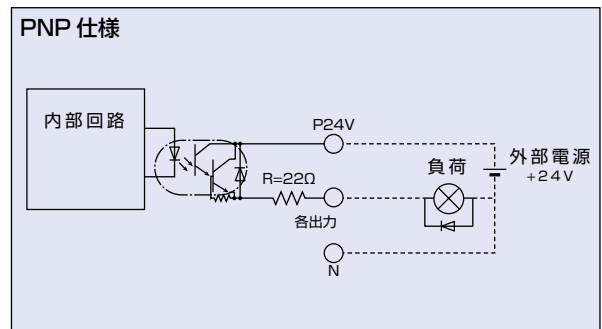 PNP 仕様
内部回路
P24V
負荷
外部電源
+24V
R=22Ω
各出力
N